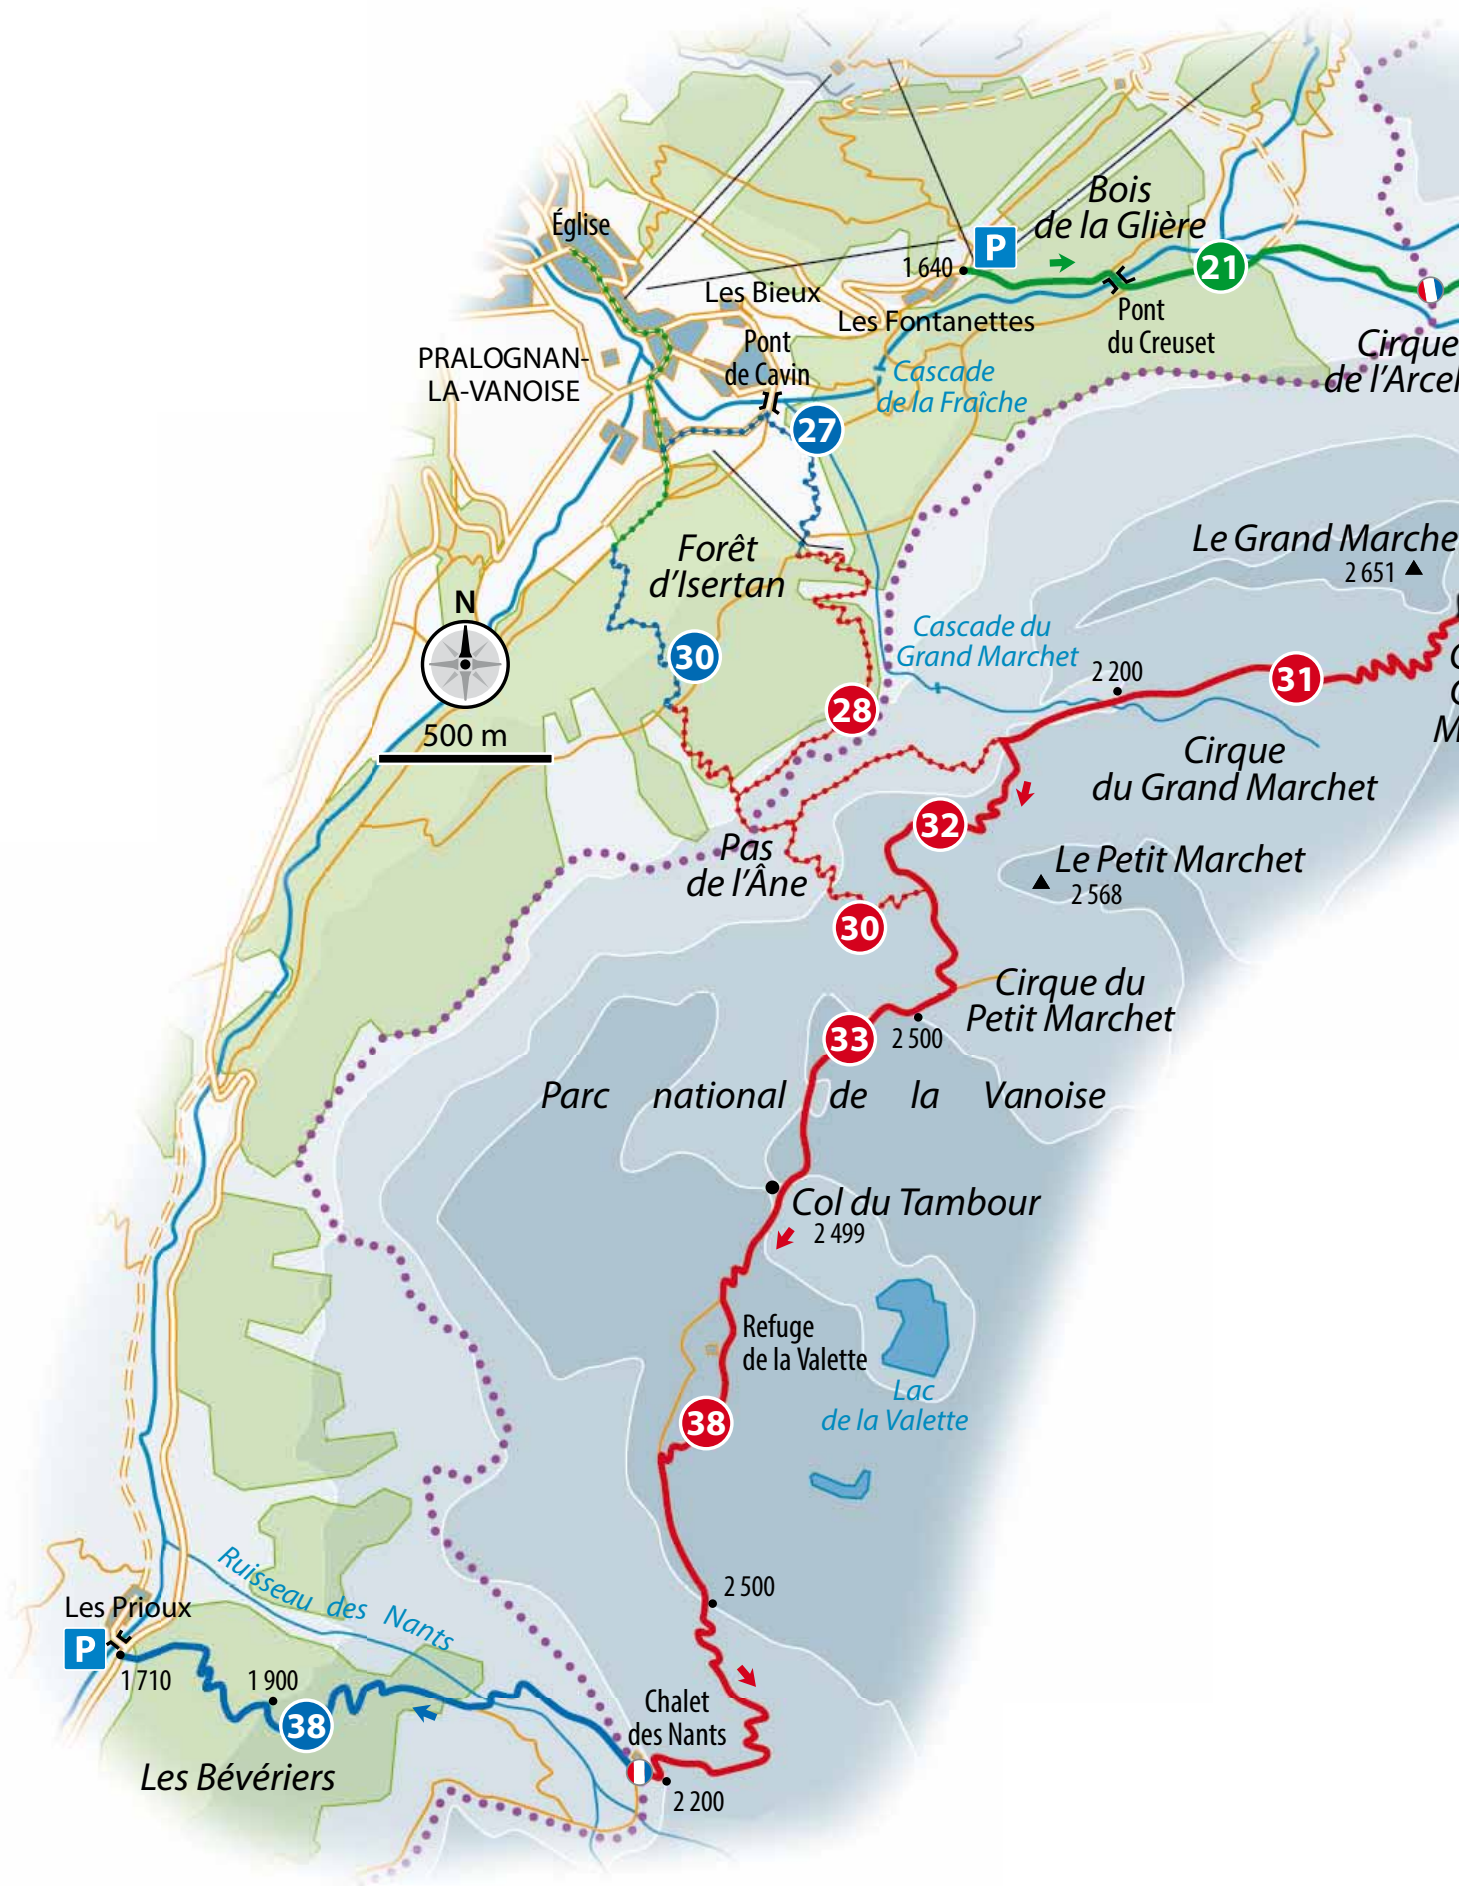 Bois
de la Glière
Église
P
1 640
21
Les Bieux
Les Fontanettes
Pont
du Creuset
Pont
de Cavin
PRALOGNAN-
LA-VANOISE
Cirque
de l'Arcel
Cascade
de la Fraîche
27
Le Grand Marche
2 651
Forêt
d'Isertan
N
500 m
30
Cascade du
Grand Marchet
2 200
31
28
C
G
M
Cirque
du Grand Marchet
32
Pas
de l'Âne
Le Petit Marchet
2 568
30
Cirque du
Petit Marchet
33
2 500
Parc national de la Vanoise
Col du Tambour
2 499
Refuge
de la Valette
Lac
de la Valette
38
2 500
Ruisseau des Nants
Les Prioux
P
1 710
1 900
38
Chalet
des Nants
Les Bévériers
2 200